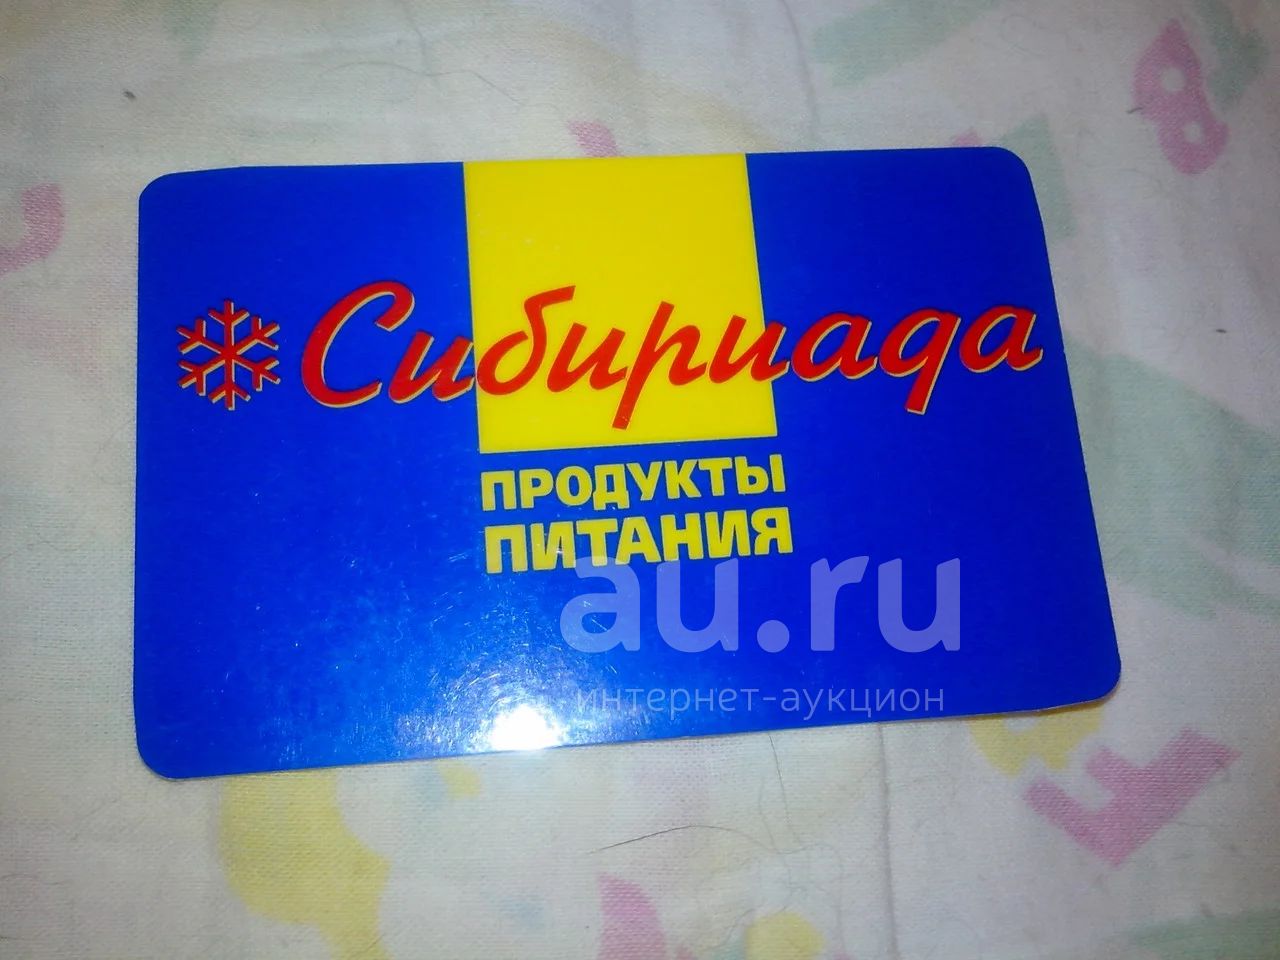 Сибириада
ПРОДУКТЫ
ПИТАНИЯ
au.ru
интернет-аукцион